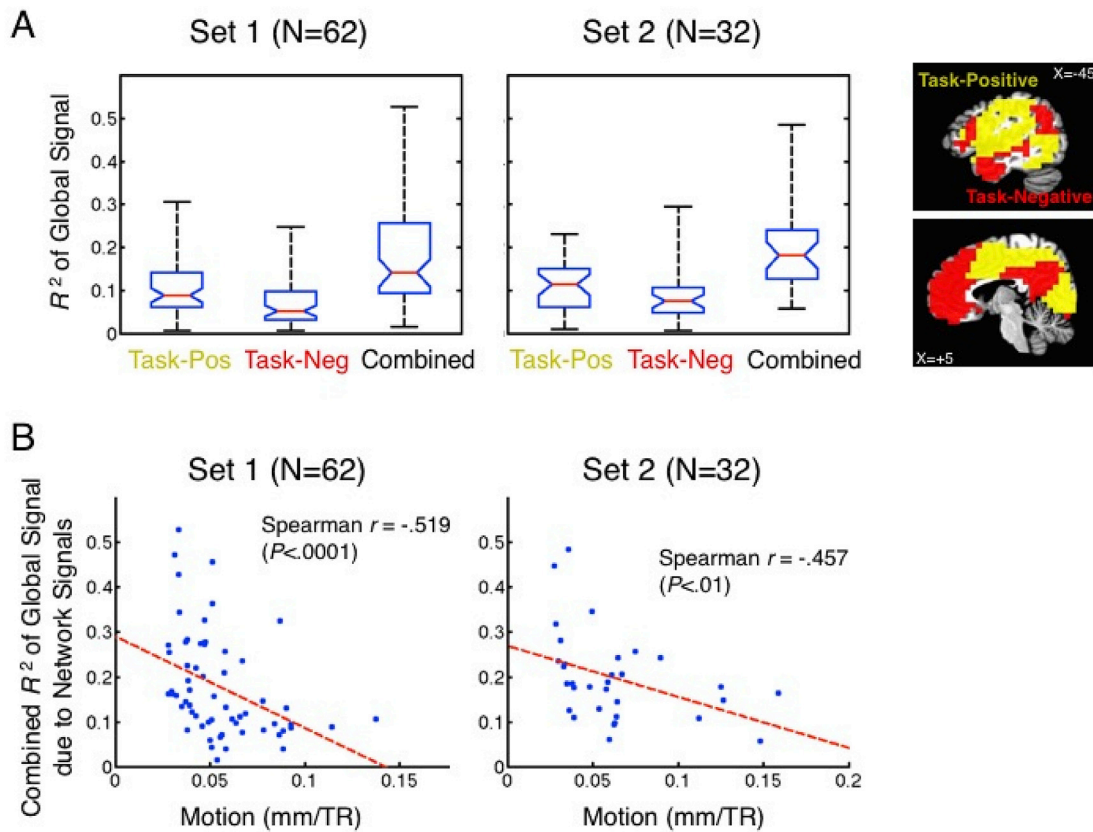 A
Set 1 (N=62)
Set 2 (N=32)
R² of Global Signal
0.5
0.4
0.3
0.2
0.1
0
Task-Pos
Task-Neg
Combined
Task-Pos
Task-Neg
Combined
Task-Positive
X=-45
Task-Negative
X=+5
B
Set 1 (N=62)
Set 2 (N=32)
Combined R² of Global Signal
due to Network Signals
Spearman r = -.519
(P<.0001)
0.5
0.4
0.3
0.2
0.1
0
0 0.05 0.1 0.15
Motion (mm/TR)
Spearman r = -.457
(P<.01)
0.5
0.4
0.3
0.2
0.1
0
0 0.05 0.1 0.15 0.2
Motion (mm/TR)